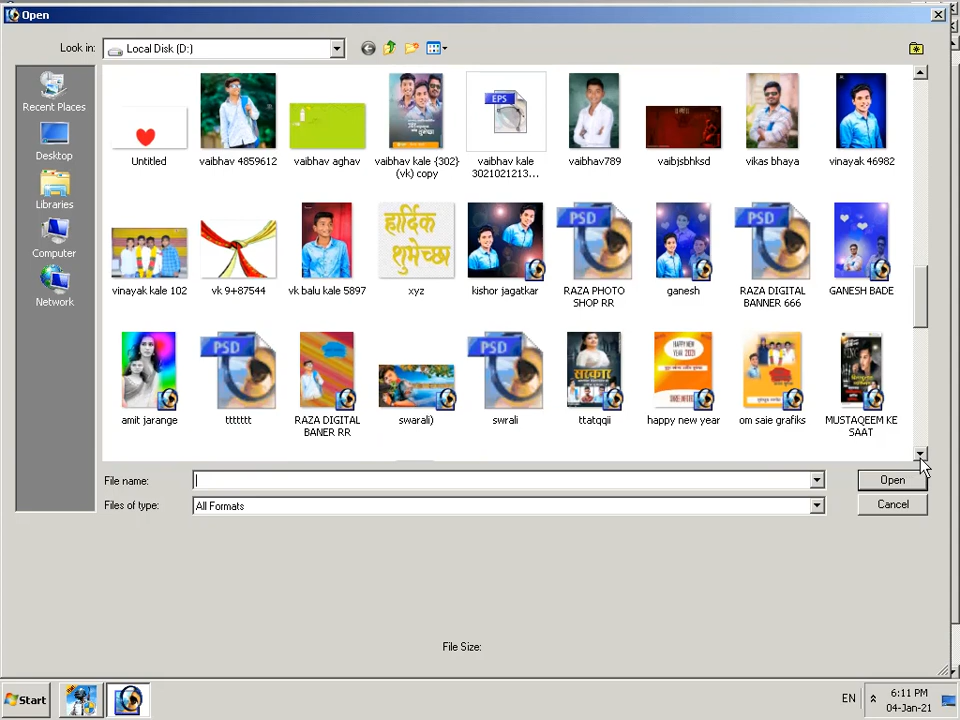 Open
Look in: Local Disk (D:)
Recent Places
Desktop
Libraries
Computer
Network
Untitled
vaibhav 4859612
vaibhav aghav
vaibhav kale {302}
(vk) copy
EPS
vaibhav kale
3021021213...
vaibhav789
vaibjsbhksd
vikas bhaya
vinayak 46982
vinayak kale 102
vk 9+87544
vk balu kale 5897
हार्दिक
शुभेच्छा
xyz
kishor jagatkar
PSD
RAZA PHOTO
SHOP RR
ganesh
PSD
RAZA DIGITAL
BANNER 666
GANESH BADE
amit jarange
PSD
ttttttt
RAZA DIGITAL
BANER RR
swarali)
PSD
swrali
सरकार
ttatqqii
HAPPY NEW
YEAR 2021
happy new year
om saie grafiks
MUSTAQEEM KE
SAAT
File name:
Open
Files of type: All Formats
Cancel
File Size:
Start
EN
6:11 PM
04-Jan-21